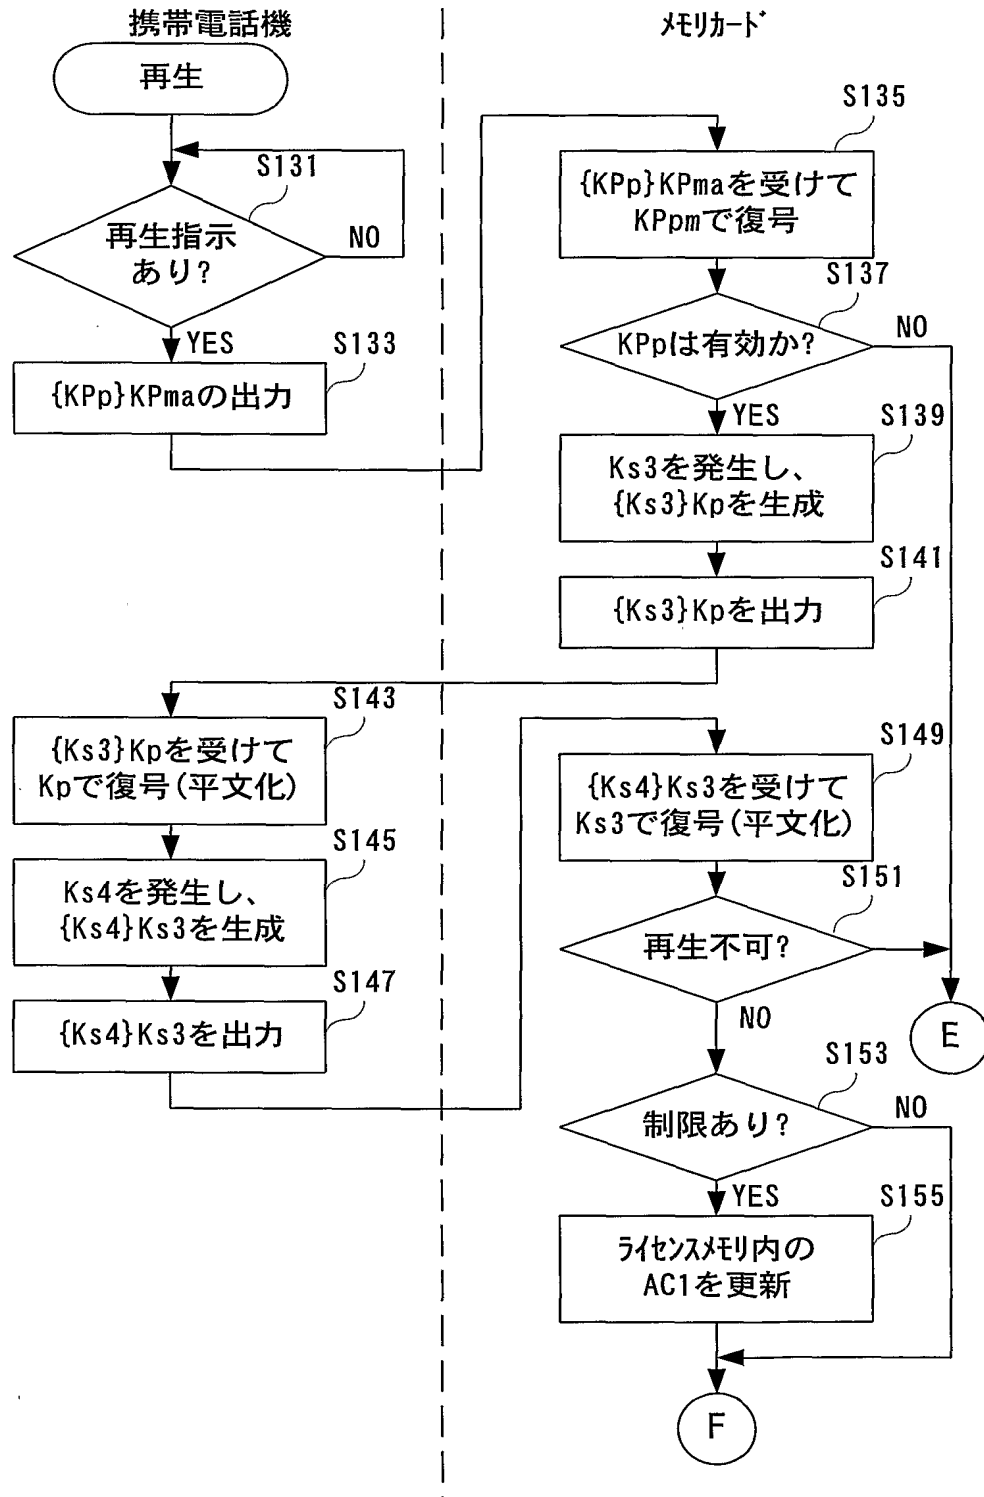 携帯電話機
メモリカード
再生
S131
再生指示
あり?
NO
YES
S133
{KPp}KPmaの出力
S135
{KPp}KPmaを受けて
KPpmで復号
S137
KPpは有効か?
NO
YES
S139
Ks3を発生し、
{Ks3}Kpを生成
S141
{Ks3}Kpを出力
S143
{Ks3}Kpを受けて
Kpで復号(平文化)
S145
Ks4を発生し、
{Ks4}Ks3を生成
S147
{Ks4}Ks3を出力
S149
{Ks4}Ks3を受けて
Ks3で復号(平文化)
S151
再生不可?
NO
E
S153
制限あり?
NO
YES
S155
ライセンスメモリ内の
AC1を更新
F